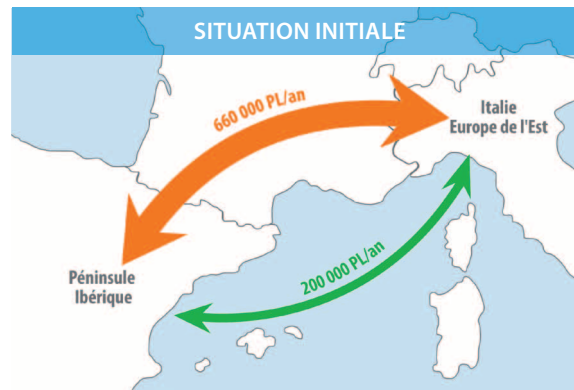 SITUATION INITIALE
660 000 PL/an
Italie
Europe de l'Est
Péninsule
Ibérique
200 000 PL/an